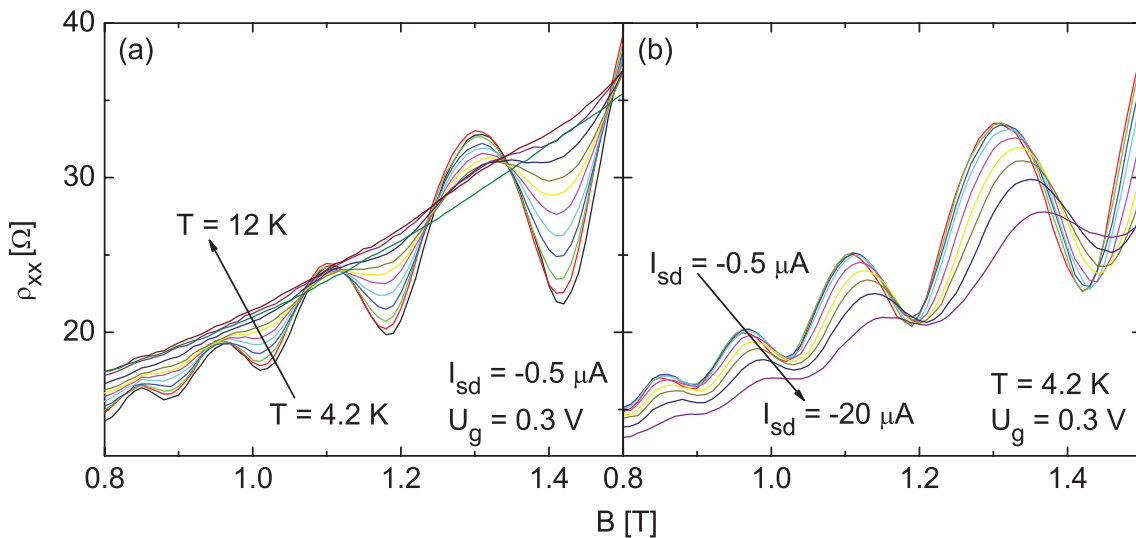 40
30
20
ρxx [Ω]
(a)
T = 12 K
T = 4.2 K
Isd = -0.5 μA
Ug = 0.3 V
0.8 1.0 1.2 1.4
(b)
Isd = -0.5 μA
Isd = -20 μA
T = 4.2 K
Ug = 0.3 V
0.8 1.0 1.2 1.4
B [T]